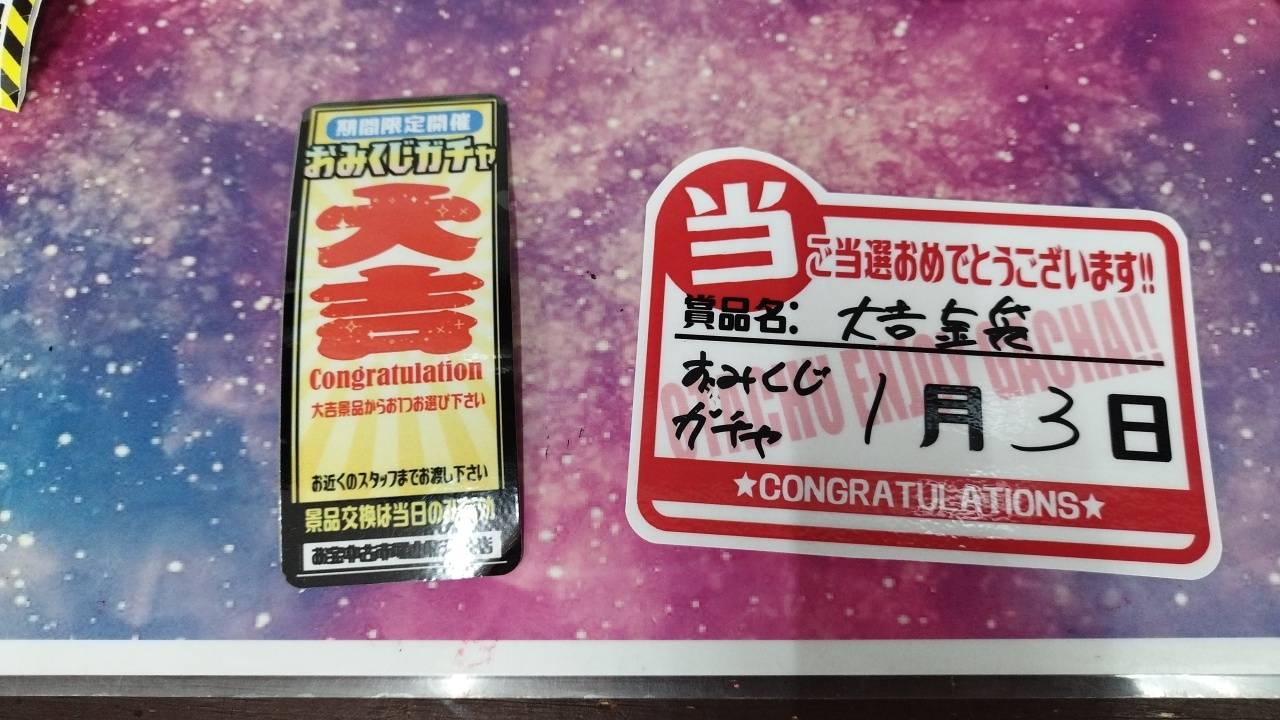 期間限定開催
おみくじガチャ
大吉
Congratulation
大吉景品からお1つお選び下さい
お近くのスタッフまでお渡し下さい
景品交換は当日のみ有効
当
ご当選おめでとうございます!!
賞品名: 大吉金袋
おみくじ
ガチャ 1月3日
OTACHU ENJOY GACHA!!
★CONGRATULATIONS★